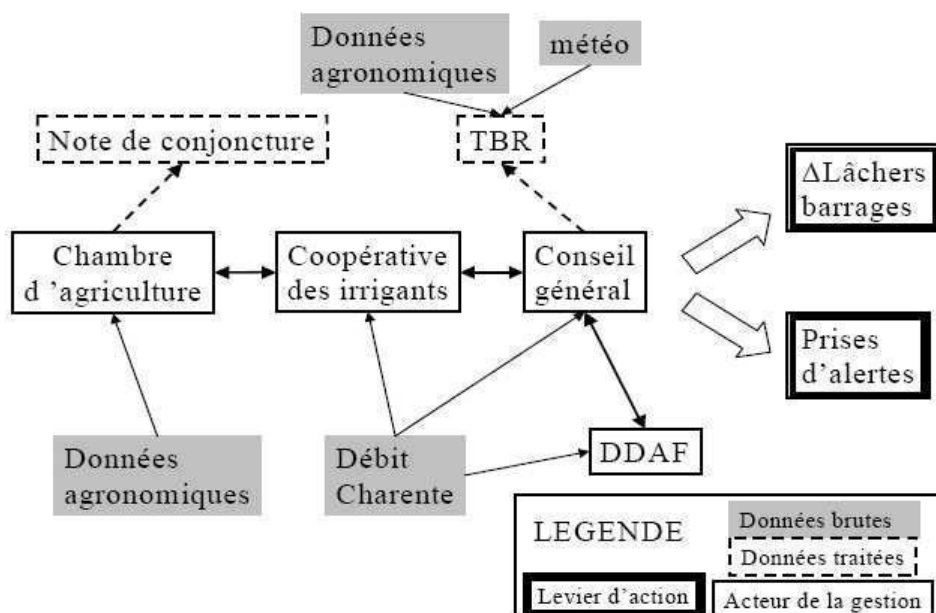 Données
agronomiques
météo
Note de conjoncture
TBR
ΔLâchers
barrages
Chambre
d ’agriculture
Coopérative
des irrigants
Conseil
général
Prises
d’alertes
Données
agronomiques
Débit
Charente
DDAF
LEGENDE
Données brutes
Données traitées
Levier d’action
Acteur de la gestion